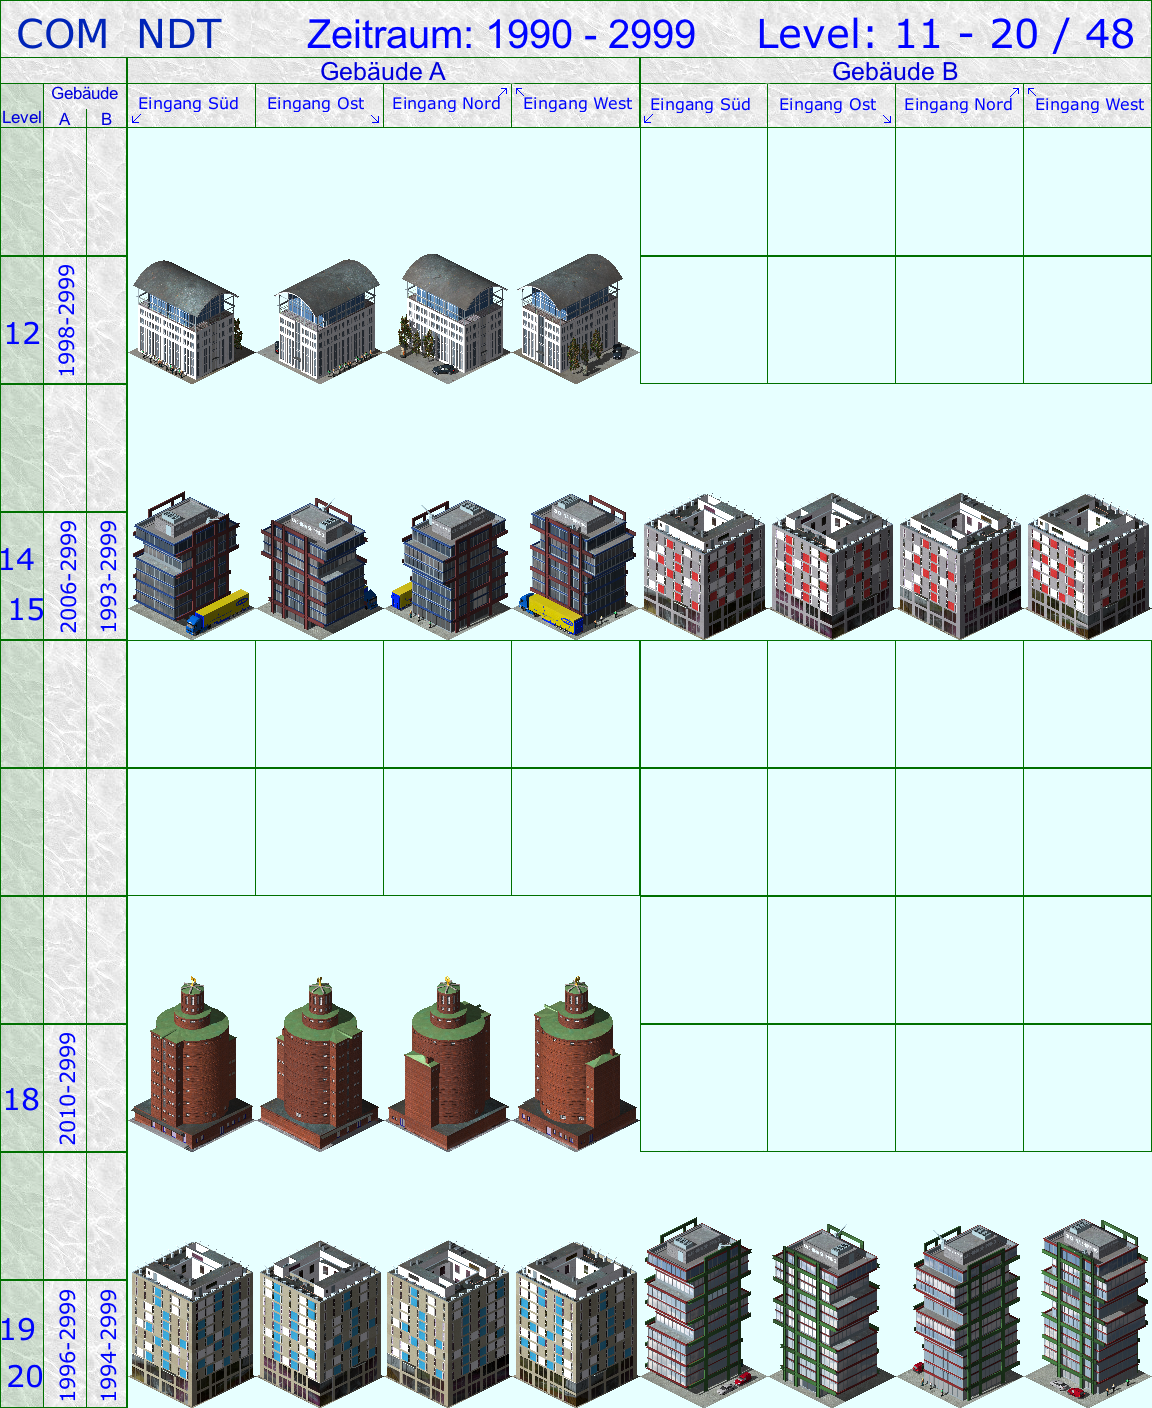 COM NDT Zeitraum: 1990 - 2999 Level: 11 - 20 / 48
Gebäude A Gebäude B
Gebäude
Level A B
Eingang Süd Eingang Ost Eingang Nord Eingang West Eingang Süd Eingang Ost Eingang Nord Eingang West
12 1998-2999
14
15 2006-2999 1993-2999
18 2010-2999
19
20 1996-2999 1994-2999